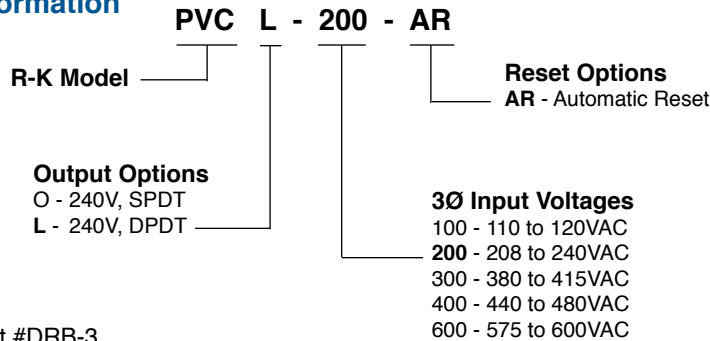 ormation
PVC L - 200 - AR
R-K Model
Reset Options
AR - Automatic Reset
Output Options
O - 240V, SPDT
L - 240V, DPDT
3Ø Input Voltages
100 - 110 to 120VAC
200 - 208 to 240VAC
300 - 380 to 415VAC
400 - 440 to 480VAC
600 - 575 to 600VAC
t #DRB-3